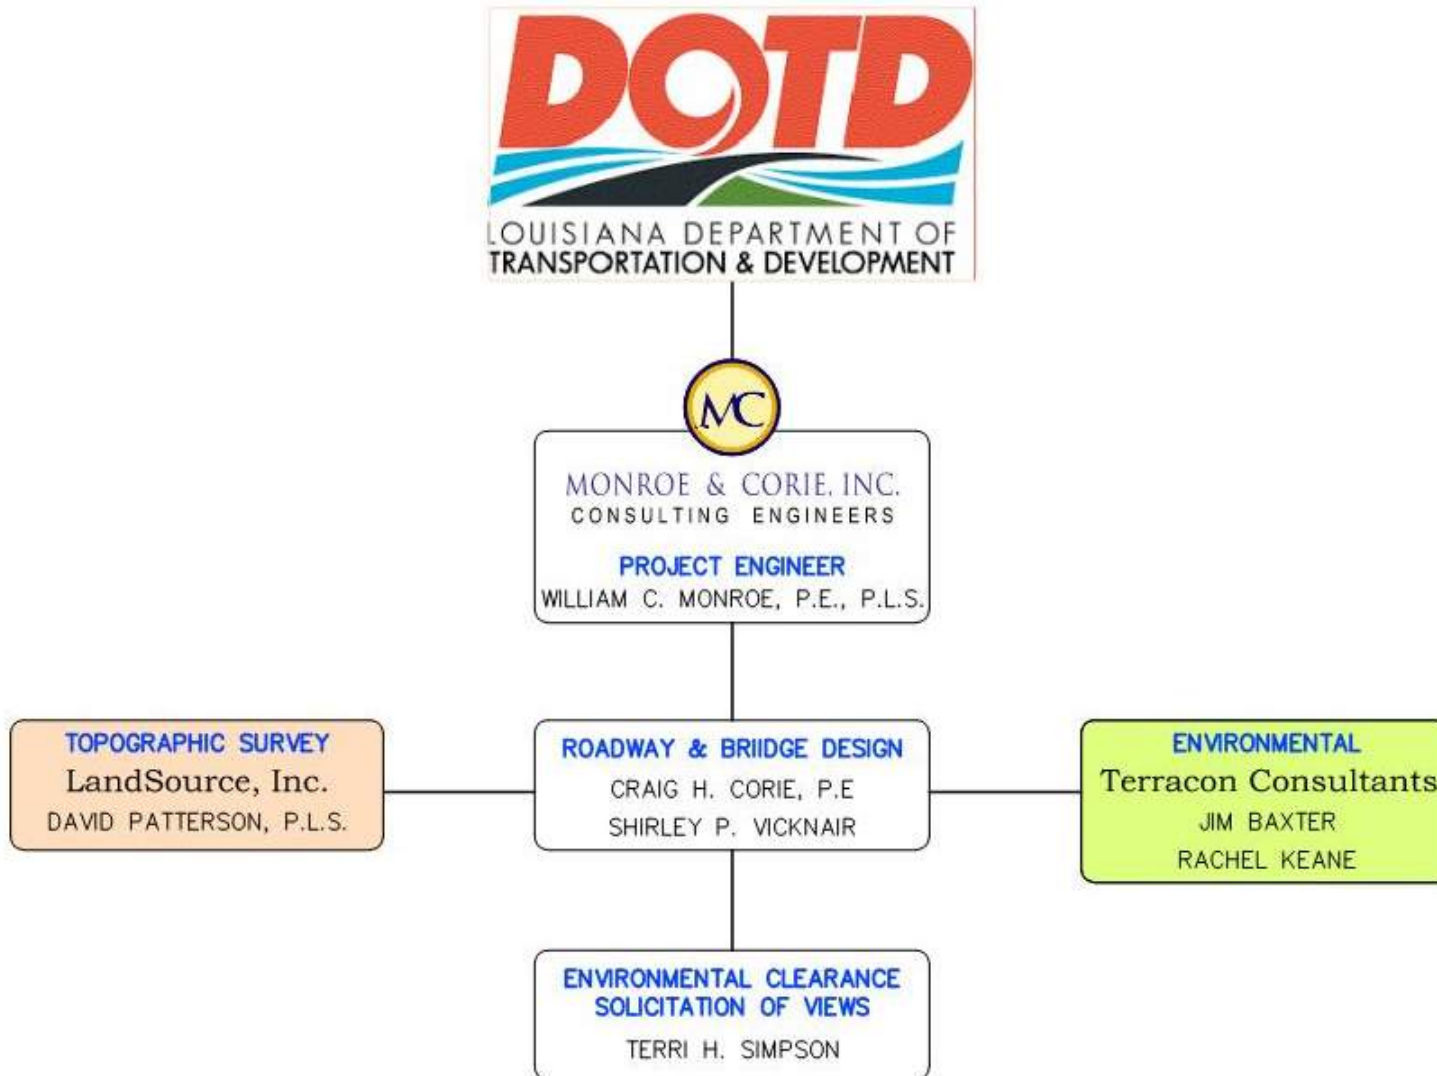 DOTD
LOUISIANA DEPARTMENT OF
TRANSPORTATION & DEVELOPMENT
MC
MONROE & CORIE, INC.
CONSULTING ENGINEERS
PROJECT ENGINEER
WILLIAM C. MONROE, P.E., P.L.S.
TOPOGRAPHIC SURVEY
LandSource, Inc.
DAVID PATTERSON, P.L.S.
ROADWAY & BRIIDGE DESIGN
CRAIG H. CORIE, P.E
SHIRLEY P. VICKNAIR
ENVIRONMENTAL
Terracon Consultants
JIM BAXTER
RACHEL KEANE
ENVIRONMENTAL CLEARANCE
SOLICITATION OF VIEWS
TERRI H. SIMPSON